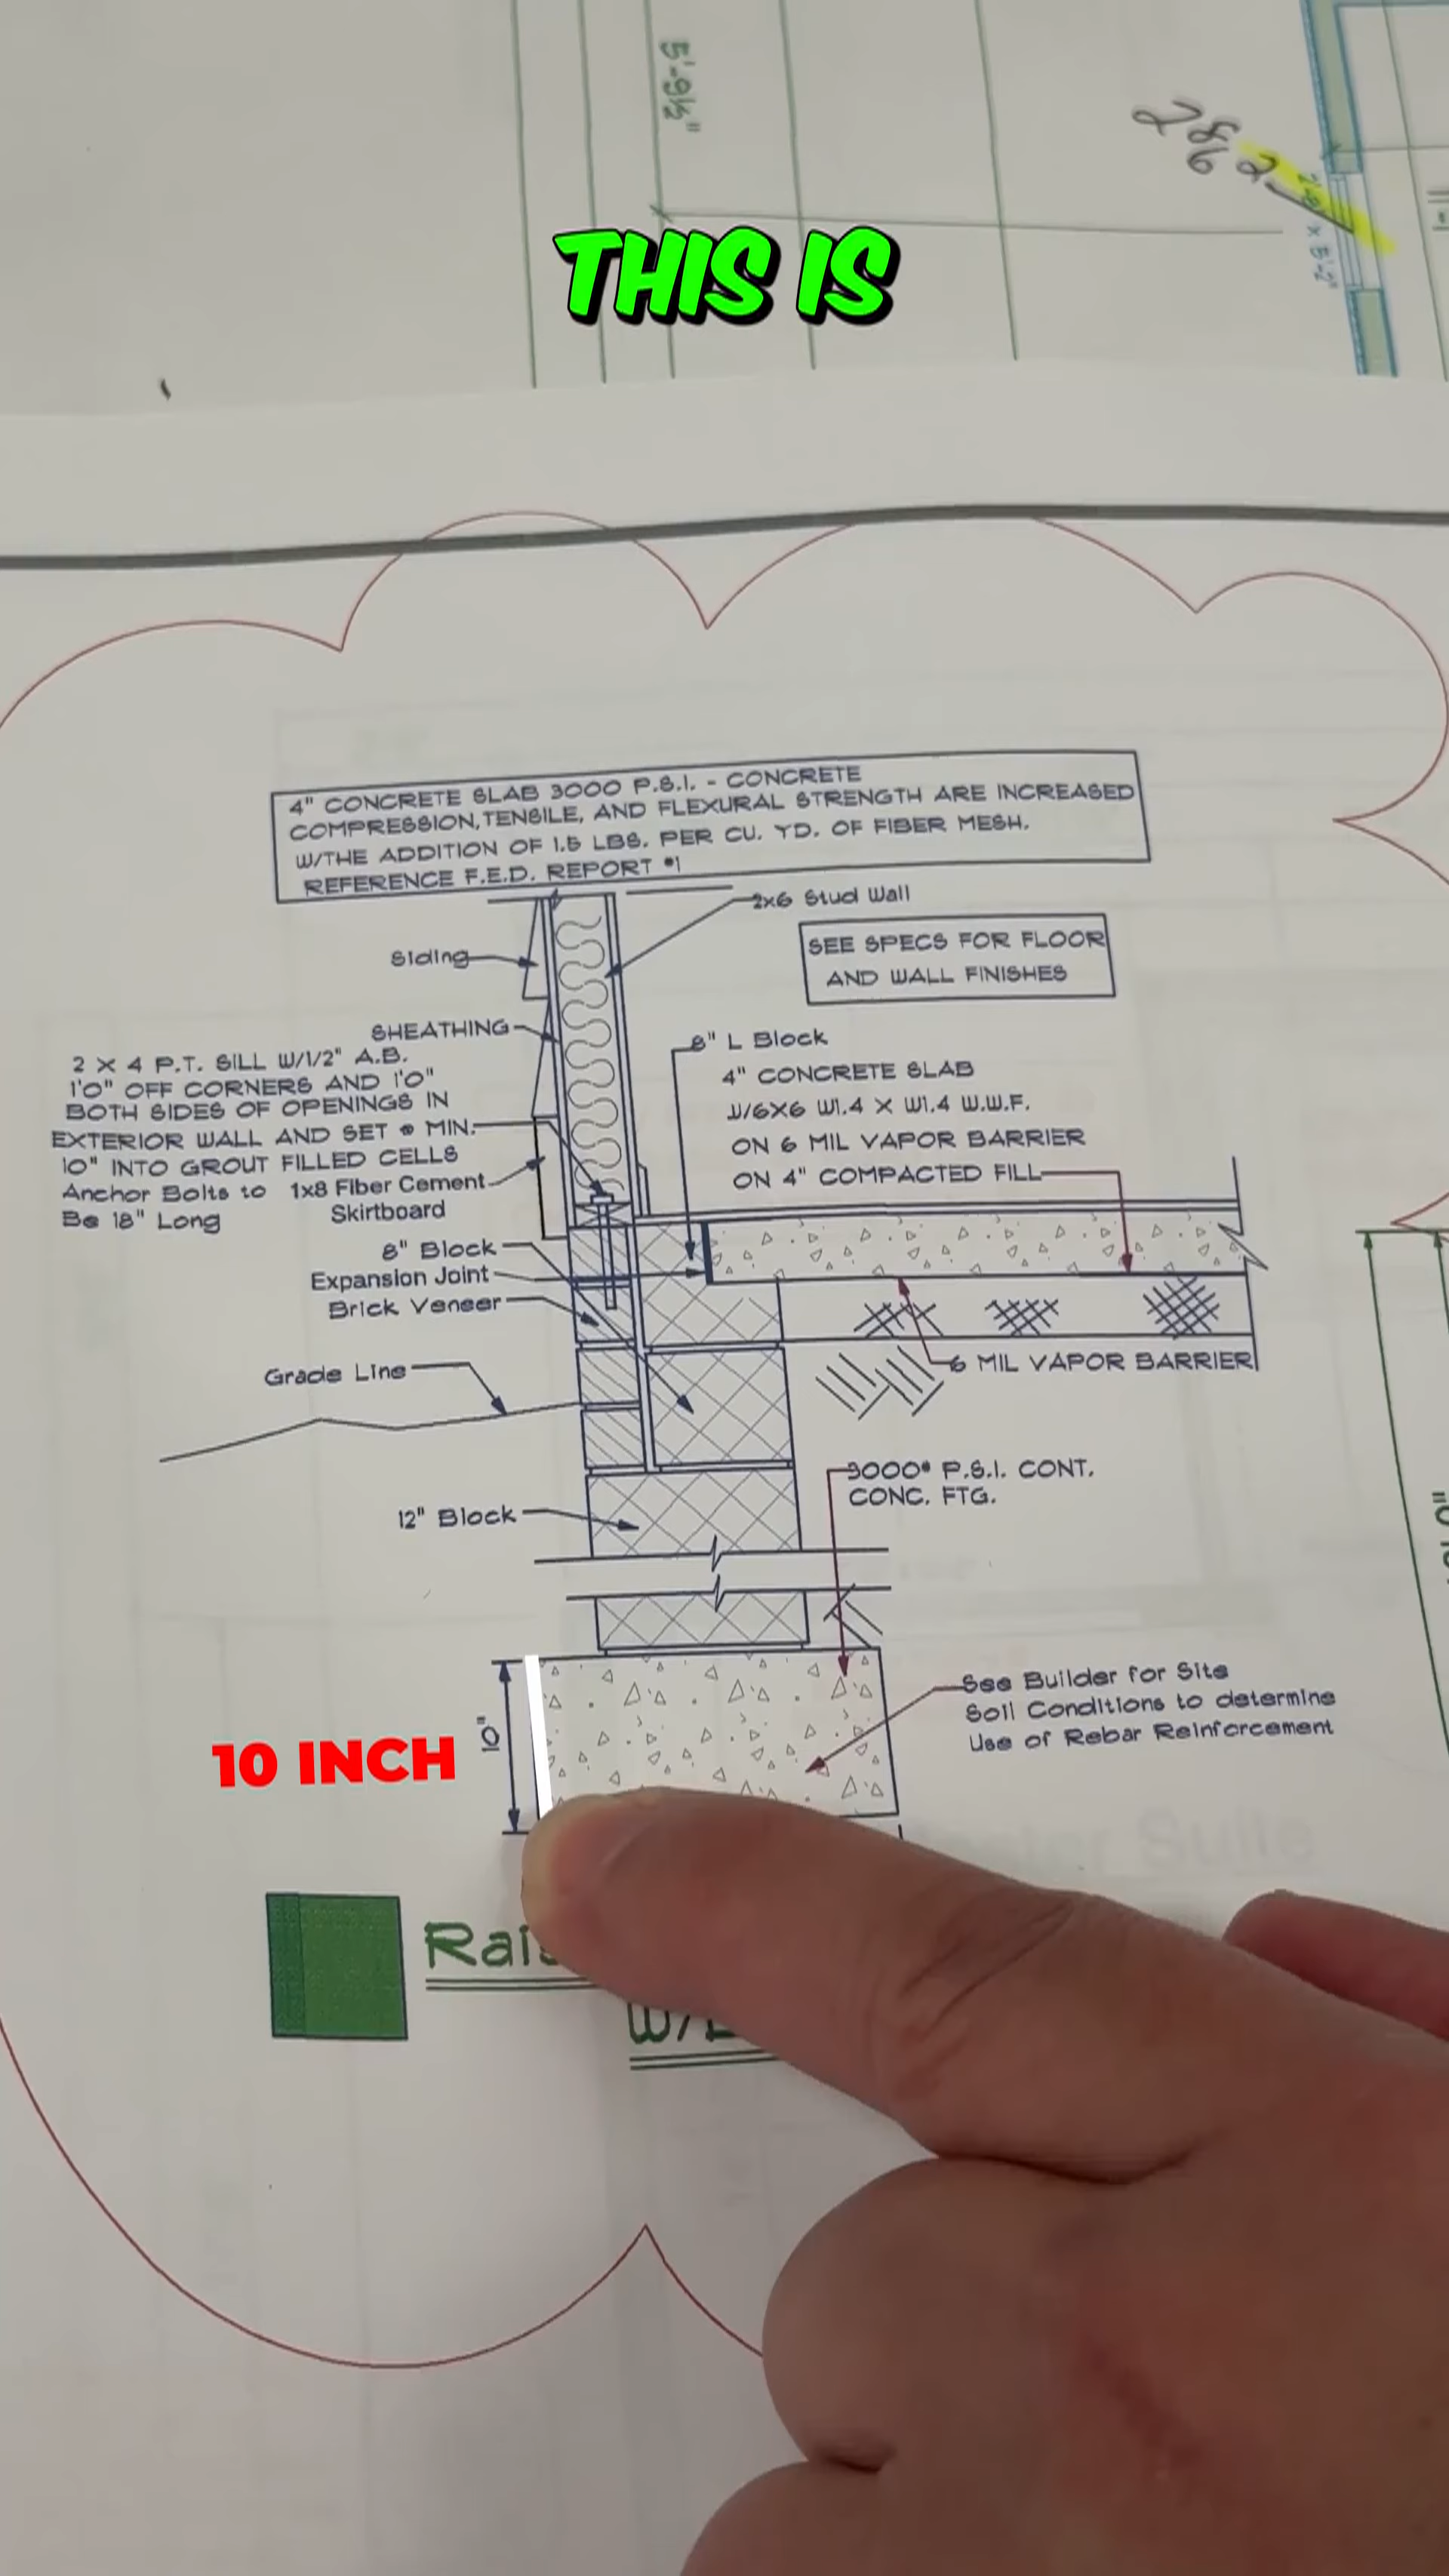 5'-9½"
2862
THIS IS
4" CONCRETE SLAB 3000 P.S.I. - CONCRETE
COMPRESSION, TENSILE, AND FLEXURAL STRENGTH ARE INCREASED
W/THE ADDITION OF 1.5 LBS. PER CU. YD. OF FIBER MESH.
REFERENCE F.E.D. REPORT #1
2x6 Stud Wall
Siding
SEE SPECS FOR FLOOR
AND WALL FINISHES
SHEATHING
2 X 4 P.T. SILL W/1/2" A.B.
1'0" OFF CORNERS AND 1'0"
BOTH SIDES OF OPENINGS IN
EXTERIOR WALL AND SET @ MIN.
10" INTO GROUT FILLED CELLS
Anchor Bolts to
Be 18" Long
1x8 Fiber Cement
Skirtboard
8" L Block
4" CONCRETE SLAB
W/6X6 W1.4 X W1.4 W.W.F.
ON 6 MIL VAPOR BARRIER
ON 4" COMPACTED FILL
8" Block
Expansion Joint
Brick Veneer
Grade Line
6 MIL VAPOR BARRIER
3000# P.S.I. CONT.
CONC. FTG.
12" Block
See Builder for Site
Soil Conditions to determine
Use of Rebar Reinforcement
10"
10 INCH